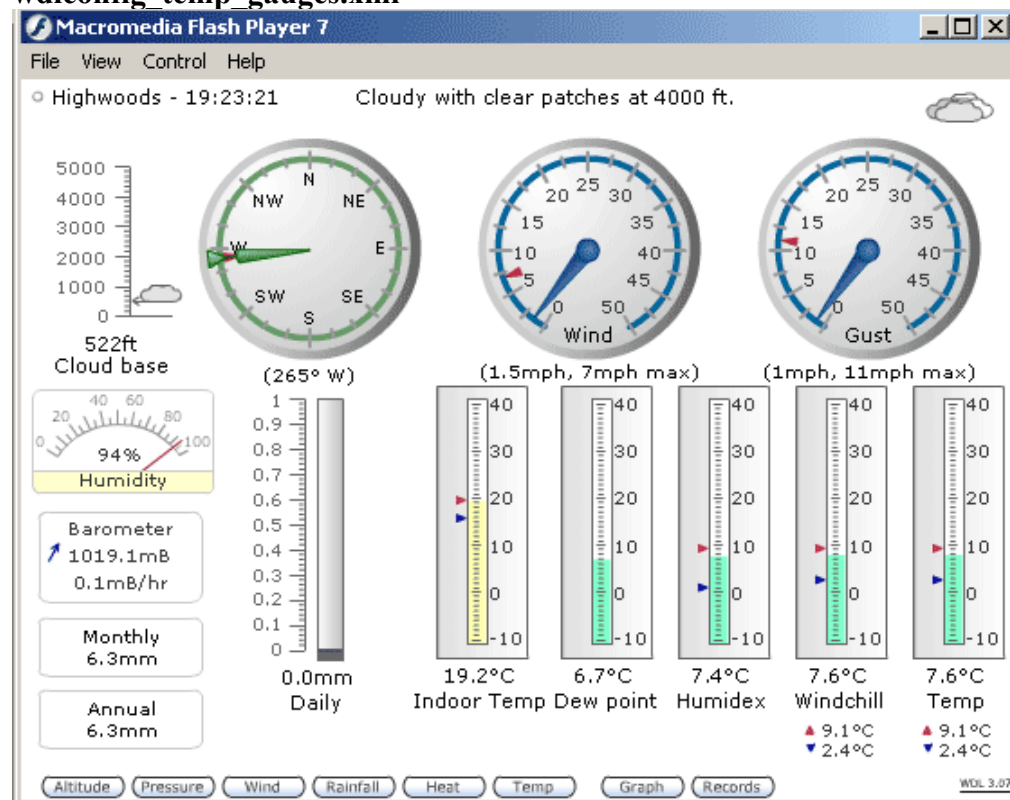 wdlconfig_temp_gauges.xml
Macromedia Flash Player 7
File View Control Help
Highwoods - 19:23:21
Cloudy with clear patches at 4000 ft.
5000
4000
3000
2000
1000
0
522ft
Cloud base
N
NE
E
SE
S
SW
W
NW
(265° W)
0
5
10
15
20
25
30
35
40
45
50
Wind
(1.5mph, 7mph max)
0
5
10
15
20
25
30
35
40
45
50
Gust
(1mph, 11mph max)
0
20
40
60
80
100
94%
Humidity
Barometer
1019.1mB
0.1mB/hr
Monthly
6.3mm
Annual
6.3mm
1
0.9
0.8
0.7
0.6
0.5
0.4
0.3
0.2
0.1
0
0.0mm
Daily
40
30
20
10
0
-10
19.2°C
Indoor Temp
40
30
20
10
0
-10
6.7°C
Dew point
40
30
20
10
0
-10
7.4°C
Humidex
40
30
20
10
0
-10
7.6°C
Windchill
9.1°C
2.4°C
40
30
20
10
0
-10
7.6°C
Temp
9.1°C
2.4°C
Altitude Pressure Wind Rainfall Heat Temp Graph Records
WDL 3.07